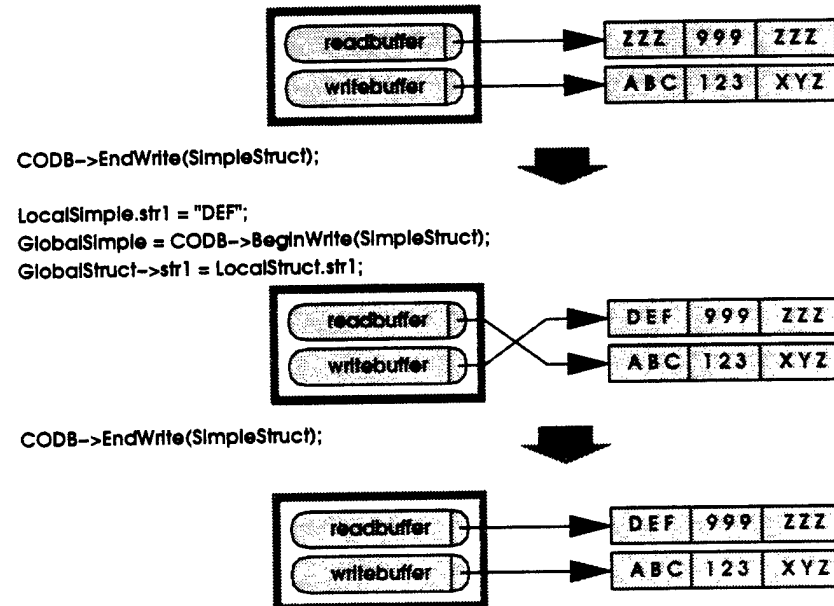 readbuffer ZZZ 999 ZZZ
writebuffer ABC 123 XYZ
CODB->EndWrite(SimpleStruct);
LocalSimple.str1 = "DEF";
GlobalSimple = CODB->BeginWrite(SimpleStruct);
GlobalStruct->str1 = LocalStruct.str1;
readbuffer DEF 999 ZZZ
writebuffer ABC 123 XYZ
CODB->EndWrite(SimpleStruct);
readbuffer DEF 999 ZZZ
writebuffer ABC 123 XYZ